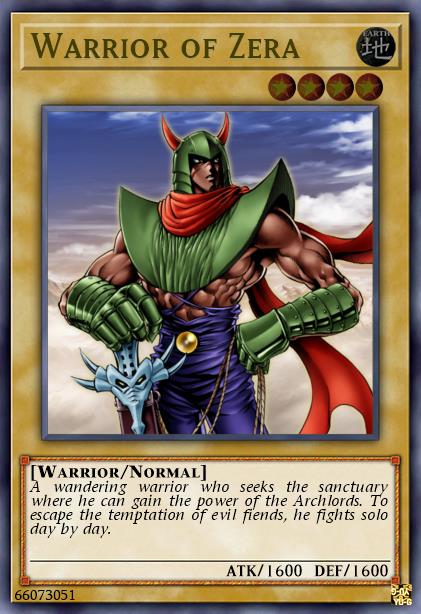 WARRIOR OF ZERA
EARTH
地
[WARRIOR/NORMAL]
A wandering warrior who seeks the sanctuary
where he can gain the power of the Archlords. To
escape the temptation of evil fiends, he fights solo
day by day.
ATK/1600 DEF/1600
66073051